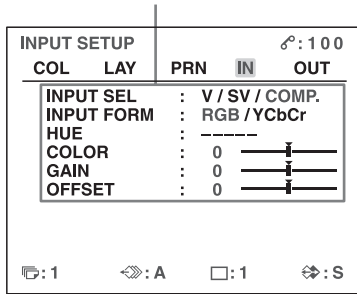 INPUT SETUP :100
COL LAY PRN IN OUT
INPUT SEL : V / SV / COMP.
INPUT FORM : RGB / YCbCr
HUE : -----
COLOR : 0
GAIN : 0
OFFSET : 0
:1 :A :1 :S